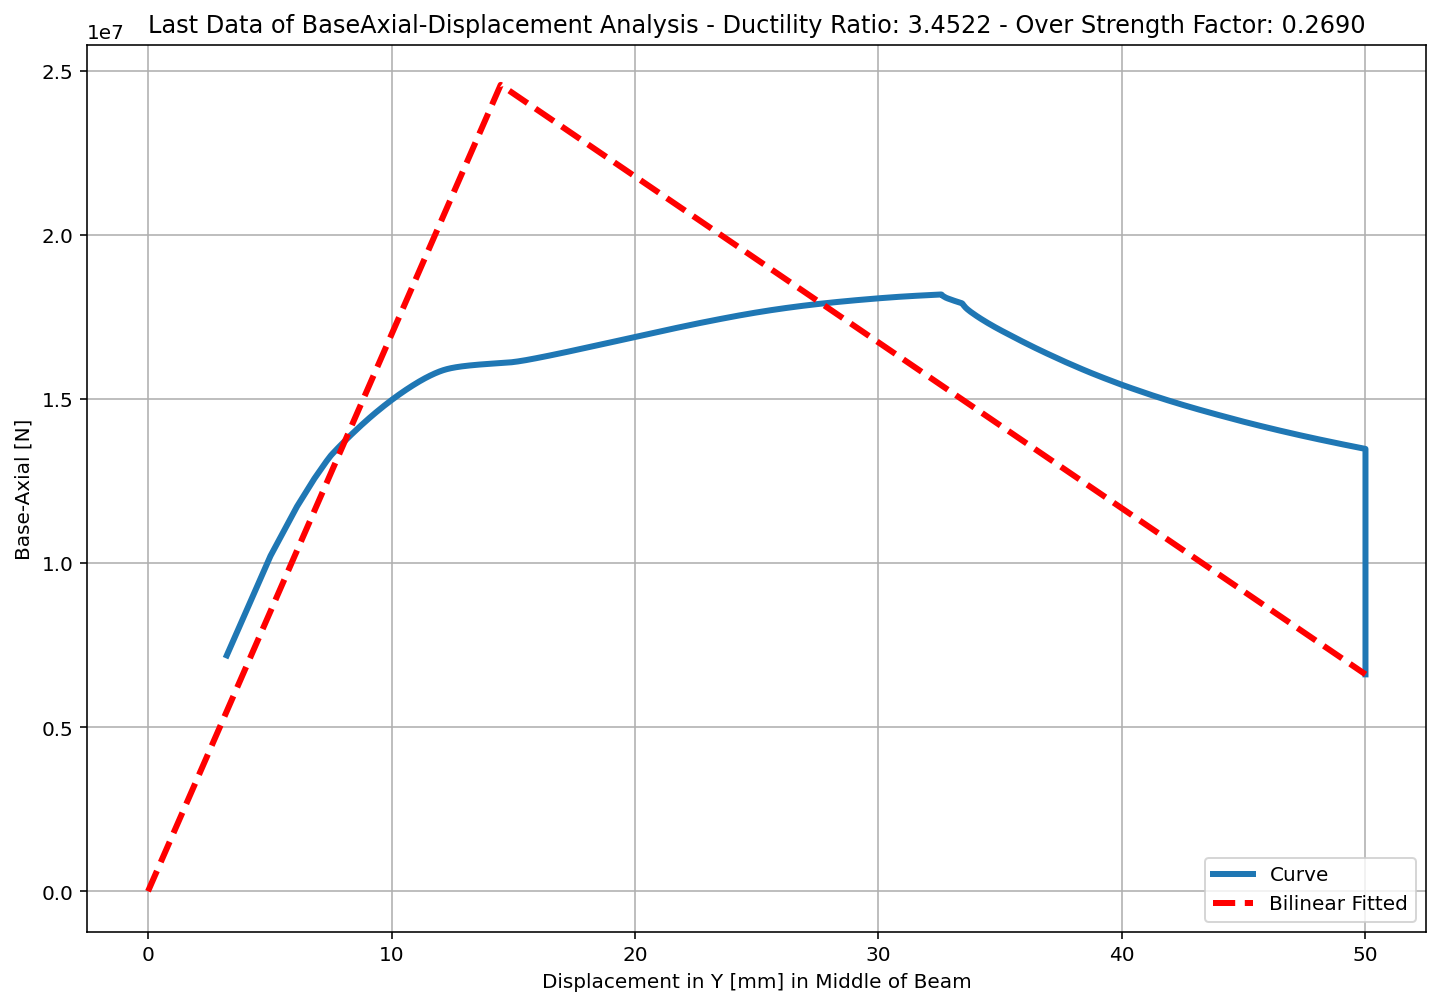 Last Data of BaseAxial-Displacement Analysis - Ductility Ratio: 3.4522 - Over Strength Factor: 0.2690
1e7
2.5
2.0
1.5
1.0
0.5
0.0
Base-Axial [N]
0 10 20 30 40 50
Displacement in Y [mm] in Middle of Beam
Curve
Bilinear Fitted